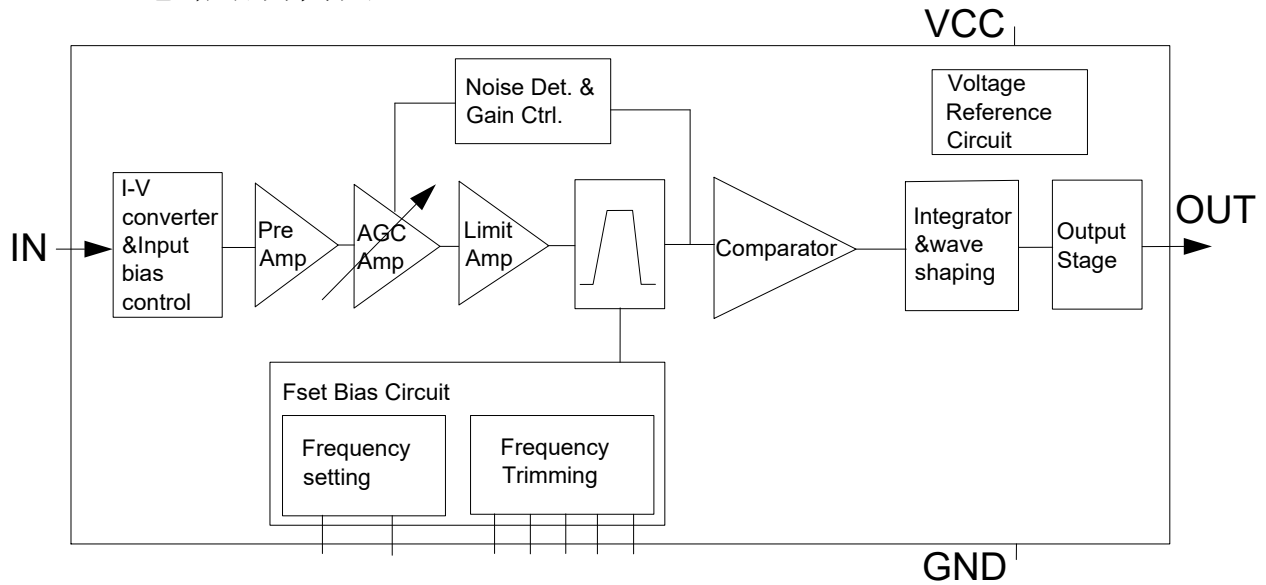 VCC
Noise Det. &
Gain Ctrl.
Voltage
Reference
Circuit
IN
I-V
converter
&Input
bias
control
Pre
Amp
AGC
Amp
Limit
Amp
Comparator
Integrator
&wave
shaping
Output
Stage
OUT
Fset Bias Circuit
Frequency
setting
Frequency
Trimming
GND